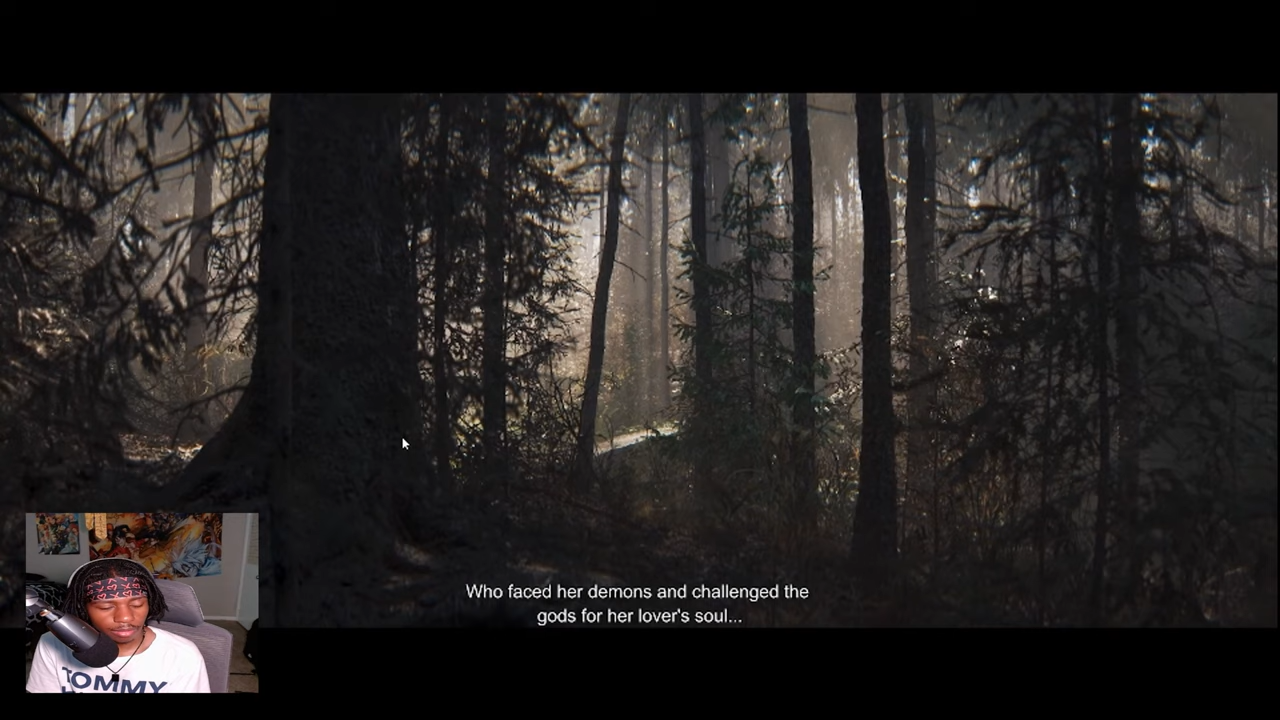 Who faced her demons and challenged the
gods for her lover's soul...
TOMMY